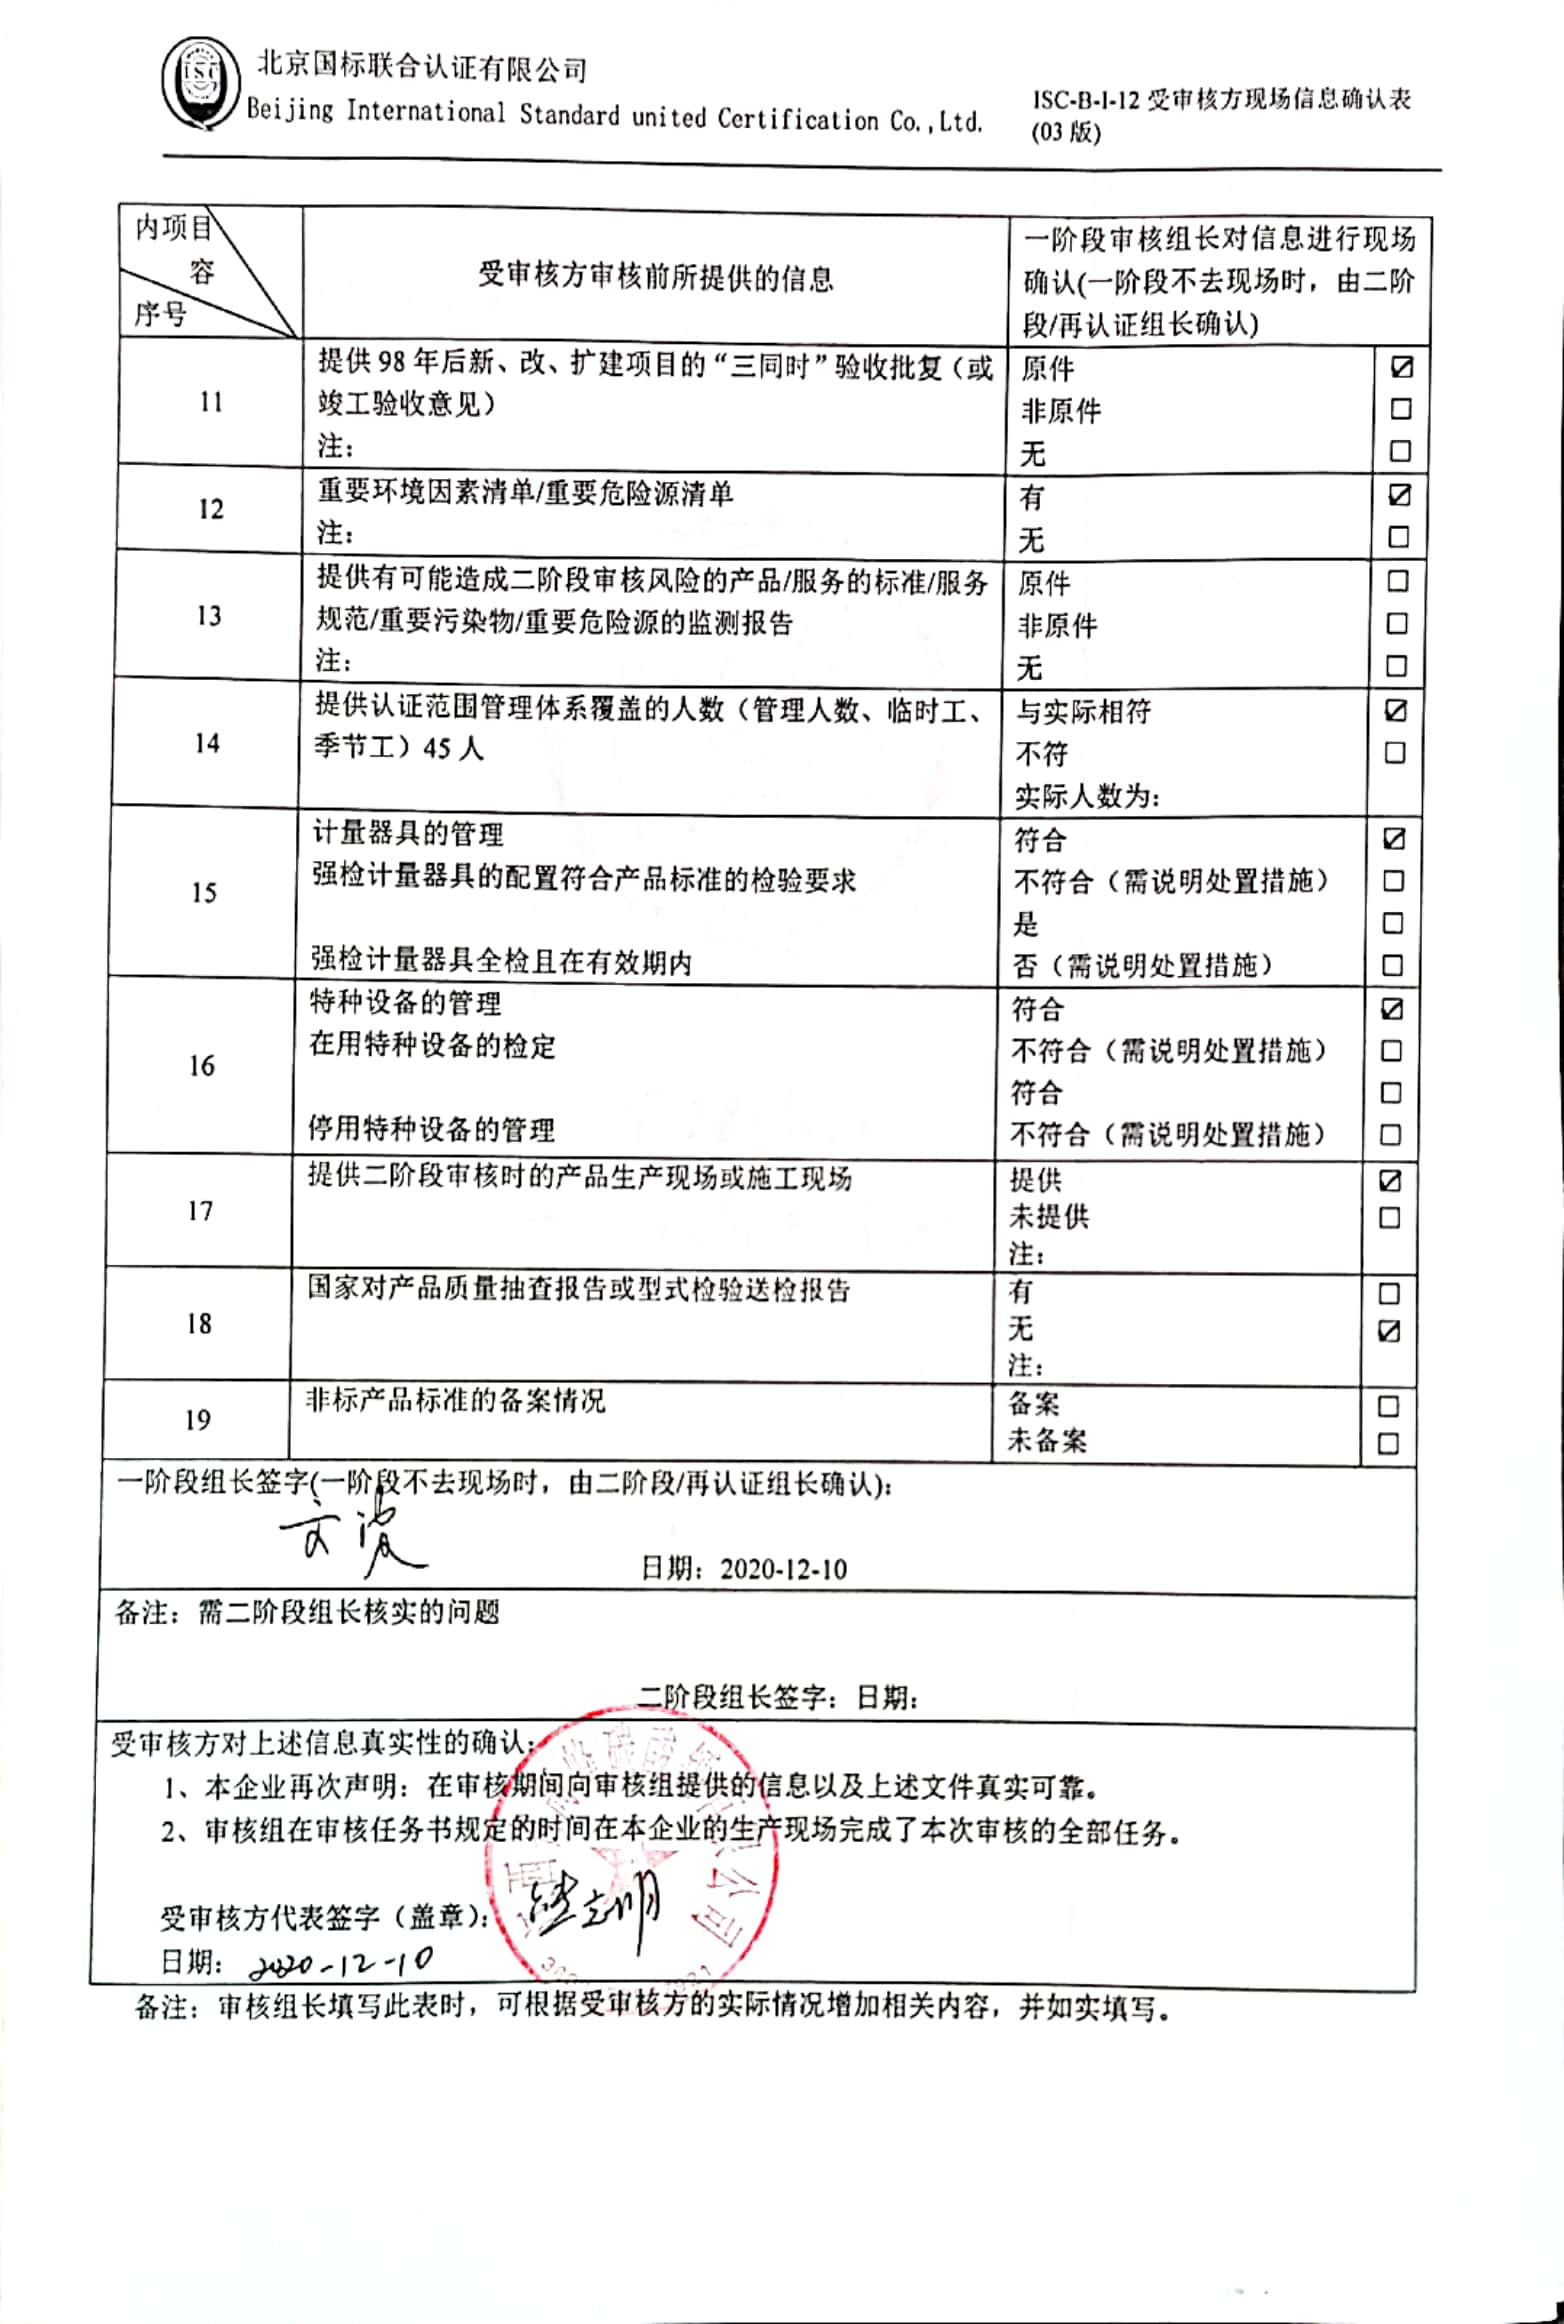 ISC
北京国标联合认证有限公司
Beijing International Standard united Certification Co.,Ltd.
ISC-B-I-12 受审核方现场信息确认表
(03 版)
内项目
容
序号
受审核方审核前所提供的信息
一阶段审核组长对信息进行现场
确认(一阶段不去现场时，由二阶
段/再认证组长确认)
11
提供 98 年后新、改、扩建项目的“三同时”验收批复（或
竣工验收意见）
注：
原件 ☑
非原件 □
无 □
12
重要环境因素清单/重要危险源清单
注：
有 ☑
无 □
13
提供有可能造成二阶段审核风险的产品/服务的标准/服务
规范/重要污染物/重要危险源的监测报告
注：
原件 □
非原件 □
无 □
14
提供认证范围管理体系覆盖的人数（管理人数、临时工、
季节工）45 人
与实际相符 ☑
不符 □
实际人数为：
15
计量器具的管理
强检计量器具的配置符合产品标准的检验要求
强检计量器具全检且在有效期内
符合 ☑
不符合（需说明处置措施） □
是 □
否（需说明处置措施） □
16
特种设备的管理
在用特种设备的检定
停用特种设备的管理
符合 ☑
不符合（需说明处置措施） □
符合 □
不符合（需说明处置措施） □
17
提供二阶段审核时的产品生产现场或施工现场
提供 ☑
未提供 □
注：
18
国家对产品质量抽查报告或型式检验送检报告
有 □
无 ☑
注：
19
非标产品标准的备案情况
备案 □
未备案 □
一阶段组长签字(一阶段不去现场时，由二阶段/再认证组长确认)：
文波
日期：2020-12-10
备注：需二阶段组长核实的问题
二阶段组长签字：日期：
受审核方对上述信息真实性的确认：
1、本企业再次声明：在审核期间向审核组提供的信息以及上述文件真实可靠。
2、审核组在审核任务书规定的时间在本企业的生产现场完成了本次审核的全部任务。
受审核方代表签字（盖章）：
日期：2020-12-10
备注：审核组长填写此表时，可根据受审核方的实际情况增加相关内容，并如实填写。